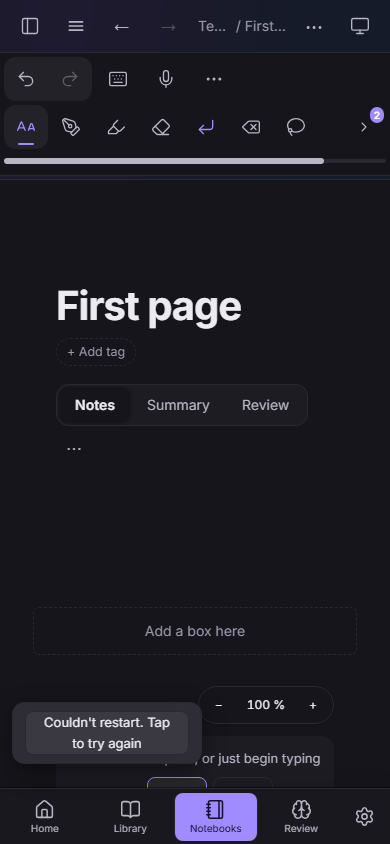 Te... / First...
2
First page
+ Add tag
Notes Summary Review
Add a box here
− 100 % +
Couldn't restart. Tap
to try again
, or just begin typing
Home Library Notebooks Review